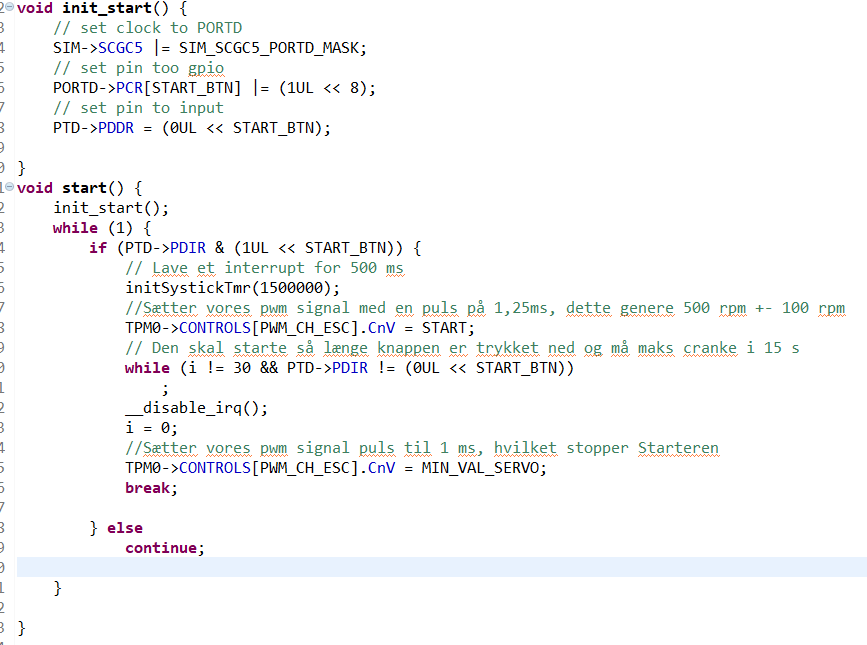 void init_start() {
// set clock to PORTD
SIM->SCGC5 |= SIM_SCGC5_PORTD_MASK;
// set pin too gpio
PORTD->PCR[START_BTN] |= (1UL << 8);
// set pin to input
PTD->PDDR = (0UL << START_BTN);
}
void start() {
init_start();
while (1) {
if (PTD->PDIR & (1UL << START_BTN)) {
// Lave et interrupt for 500 ms
initSystickTmr(1500000);
//Sætter vores pwm signal med en puls på 1,25ms, dette genere 500 rpm +- 100 rpm
TPM0->CONTROLS[PWM_CH_ESC].CnV = START;
// Den skal starte så længe knappen er trykket ned og må maks cranke i 15 s
while (i != 30 && PTD->PDIR != (0UL << START_BTN))
;
__disable_irq();
i = 0;
//Sætter vores pwm signal puls til 1 ms, hvilket stopper Starteren
TPM0->CONTROLS[PWM_CH_ESC].CnV = MIN_VAL_SERVO;
break;
} else
continue;
}
}